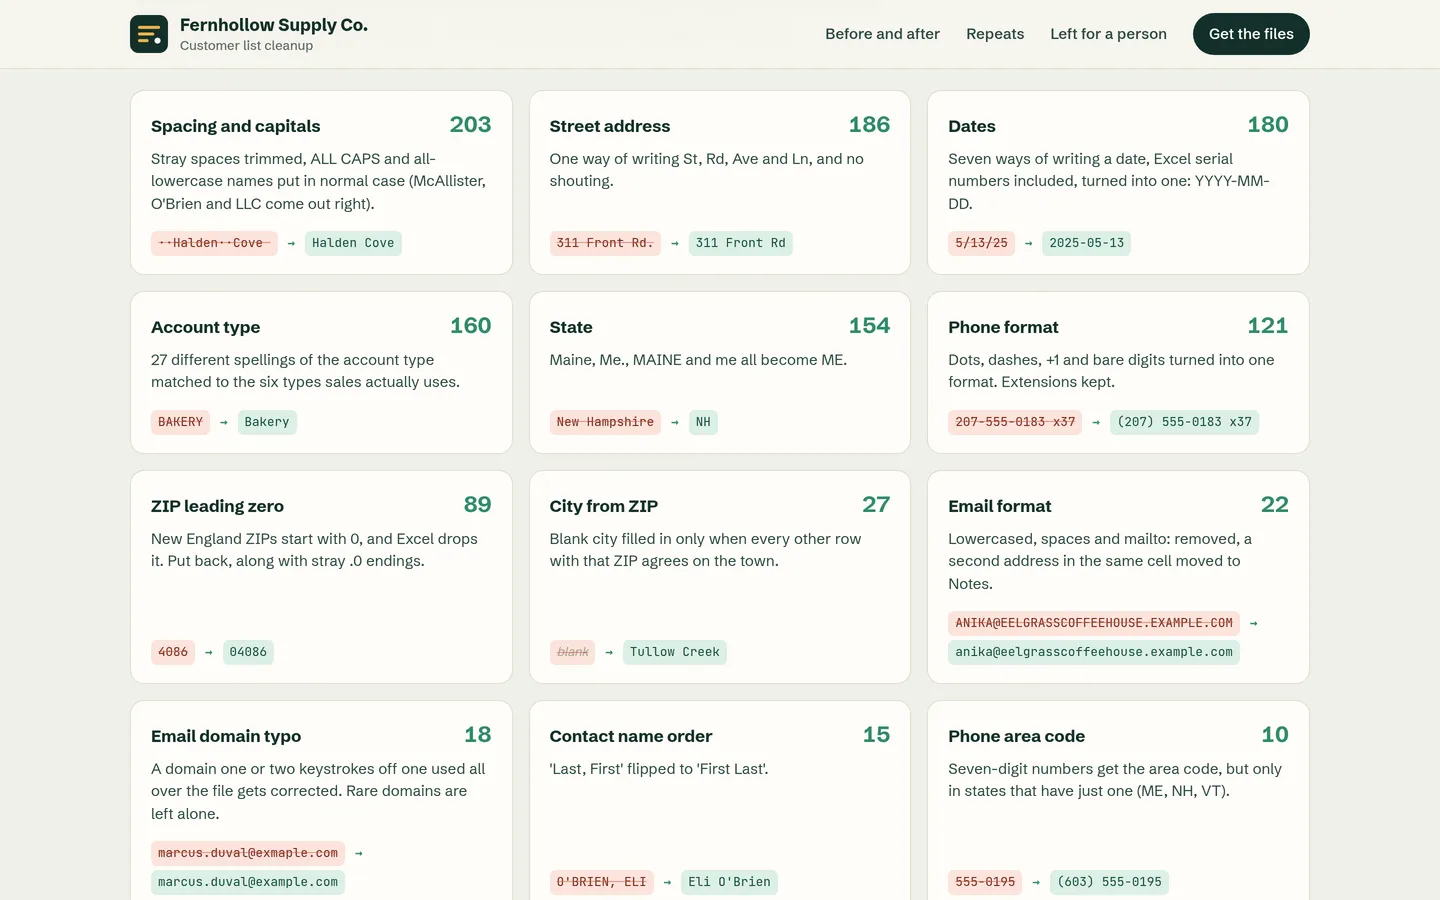 Fernhollow Supply Co.
Customer list cleanup
Before and after
Repeats
Left for a person
Get the files
Spacing and capitals
203
Stray spaces trimmed, ALL CAPS and all-
lowercase names put in normal case (McAllister,
O'Brien and LLC come out right).
··Halden··Cove → Halden Cove
Street address
186
One way of writing St, Rd, Ave and Ln, and no
shouting.
311 Front Rd. → 311 Front Rd
Dates
180
Seven ways of writing a date, Excel serial
numbers included, turned into one: YYYY-MM-
DD.
5/13/25 → 2025-05-13
Account type
160
27 different spellings of the account type
matched to the six types sales actually uses.
BAKERY → Bakery
State
154
Maine, Me., MAINE and me all become ME.
New Hampshire → NH
Phone format
121
Dots, dashes, +1 and bare digits turned into one
format. Extensions kept.
207-555-0183 x37 → (207) 555-0183 x37
ZIP leading zero
89
New England ZIPs start with 0, and Excel drops
it. Put back, along with stray .0 endings.
4086 → 04086
City from ZIP
27
Blank city filled in only when every other row
with that ZIP agrees on the town.
blank → Tullow Creek
Email format
22
Lowercased, spaces and mailto: removed, a
second address in the same cell moved to
Notes.
ANIKA@EELGRASSCOFFEEHOUSE.EXAMPLE.COM →
anika@eelgrasscoffeehouse.example.com
Email domain typo
18
A domain one or two keystrokes off one used all
over the file gets corrected. Rare domains are
left alone.
marcus.duval@exmaple.com →
marcus.duval@example.com
Contact name order
15
'Last, First' flipped to 'First Last'.
O'BRIEN, ELI → Eli O'Brien
Phone area code
10
Seven-digit numbers get the area code, but only
in states that have just one (ME, NH, VT).
555-0195 → (603) 555-0195